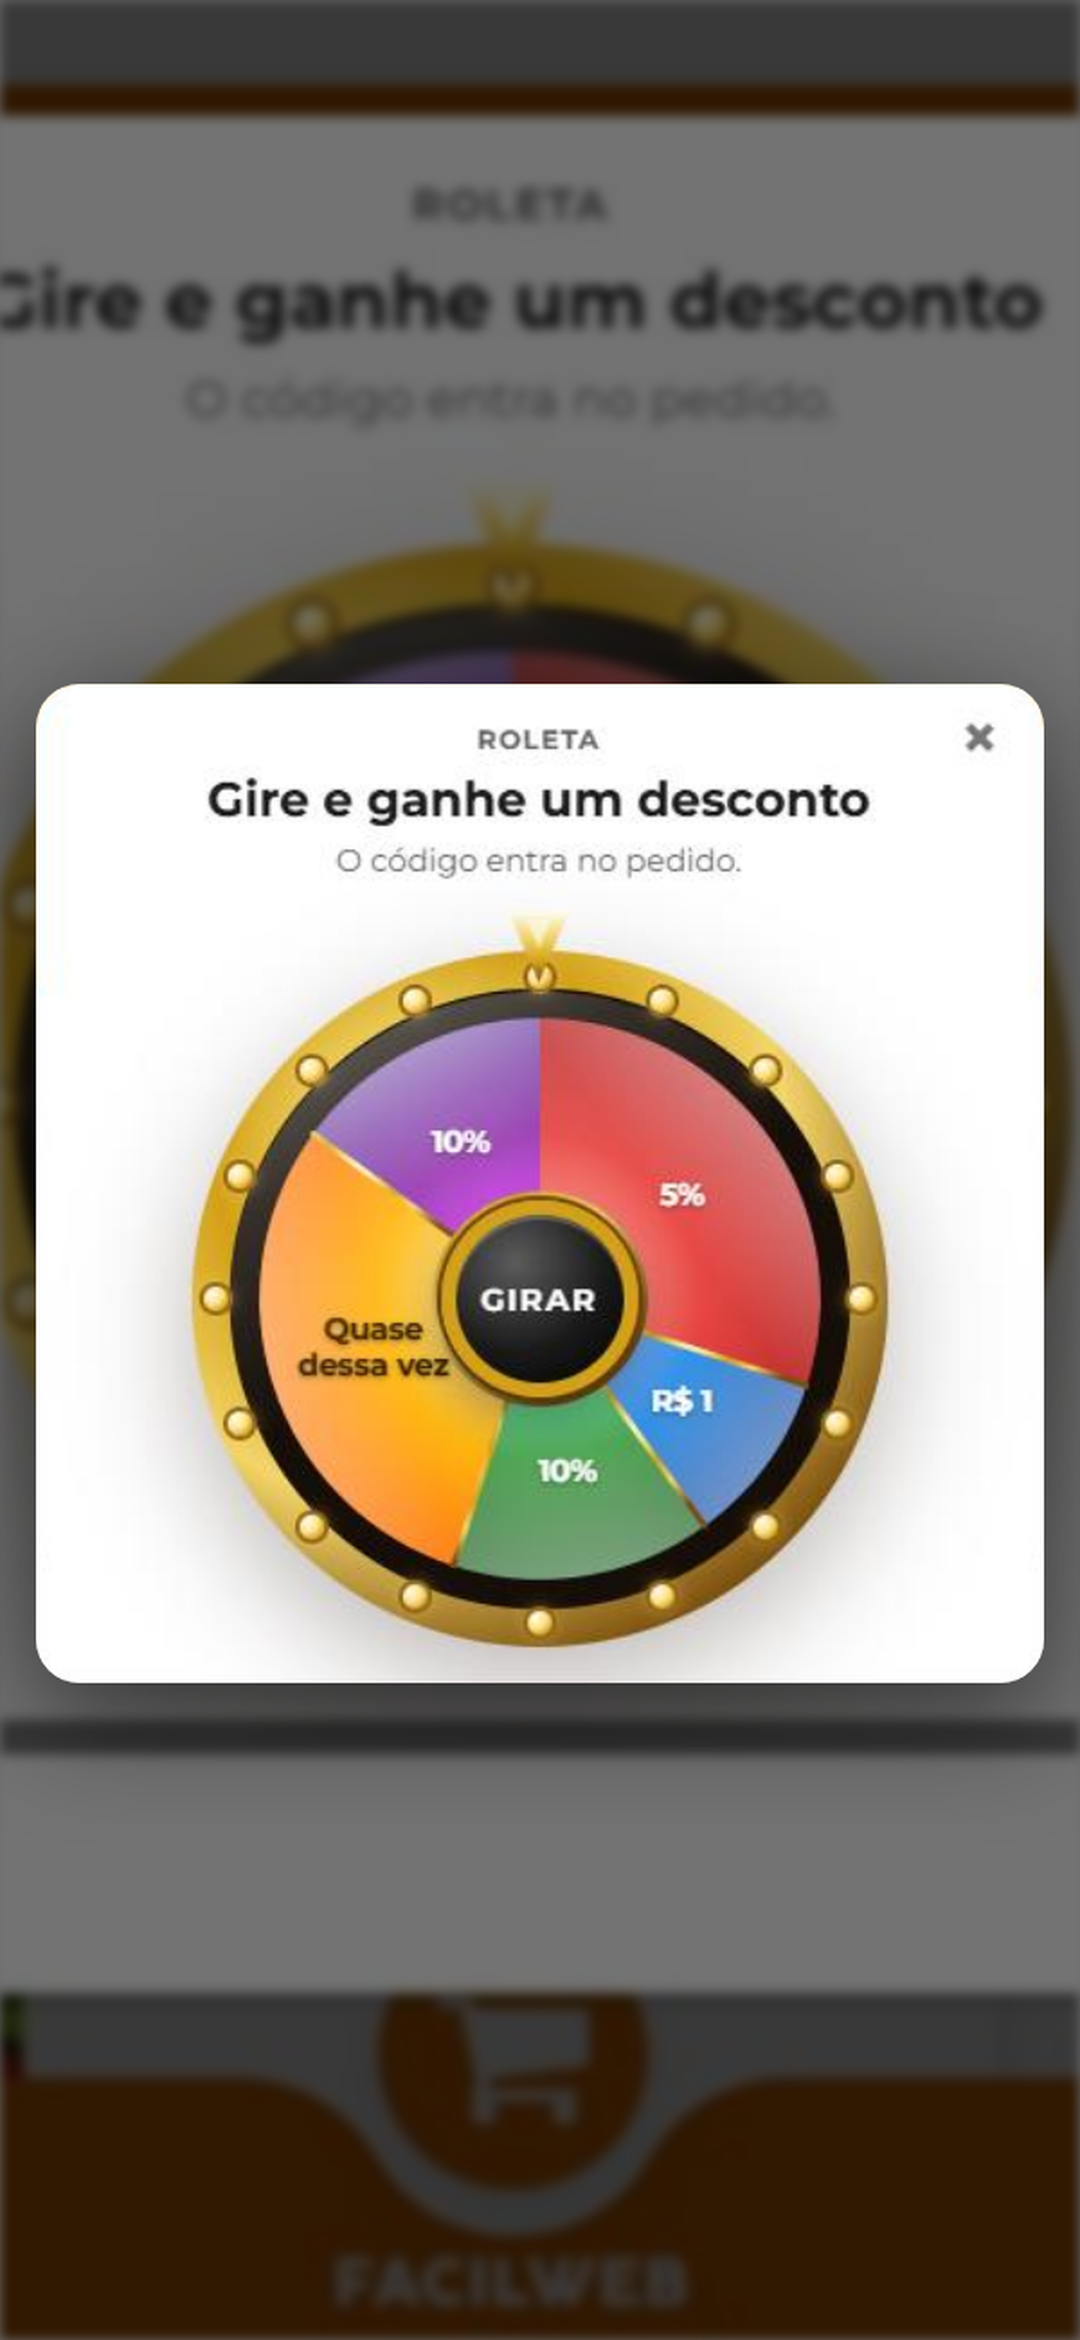 ROLETA
Gire e ganhe um desconto
O código entra no pedido.
ROLETA
Gire e ganhe um desconto
O código entra no pedido.
10%
5%
GIRAR
Quase
dessa vez
R$ 1
10%
FACILWEB